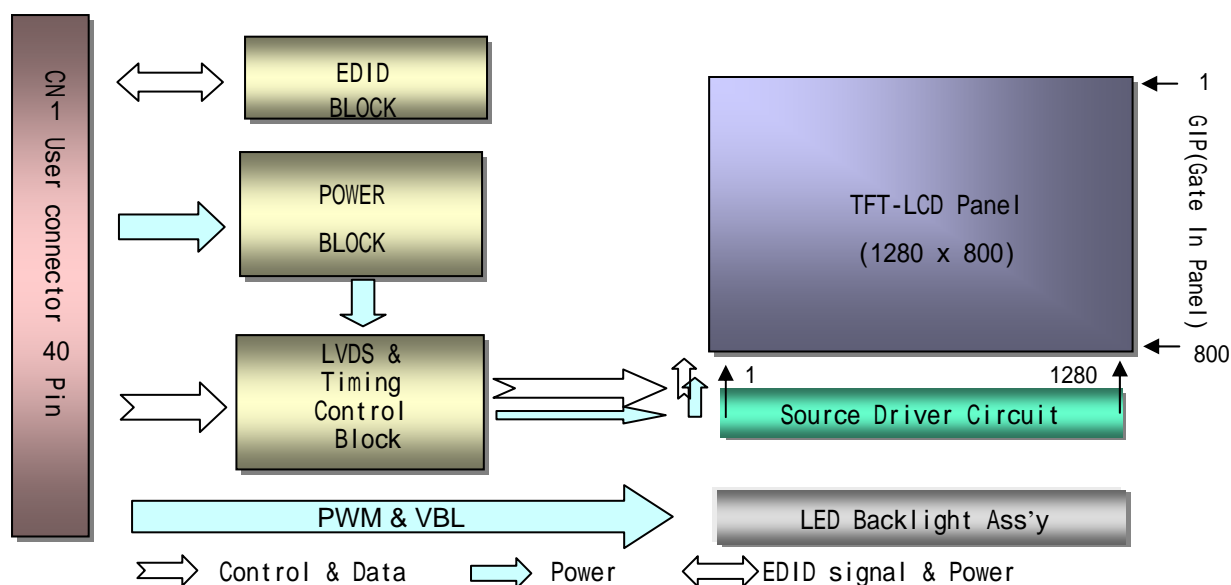 CN-1 User connector 40 Pin
EDID
BLOCK
POWER
BLOCK
LVDS &
Timing
Control
Block
TFT-LCD Panel
(1280 x 800)
1
GIP(Gate In Panel)
800
1
1280
Source Driver Circuit
PWM & VBL
LED Backlight Ass’y
Control & Data
Power
EDID signal & Power